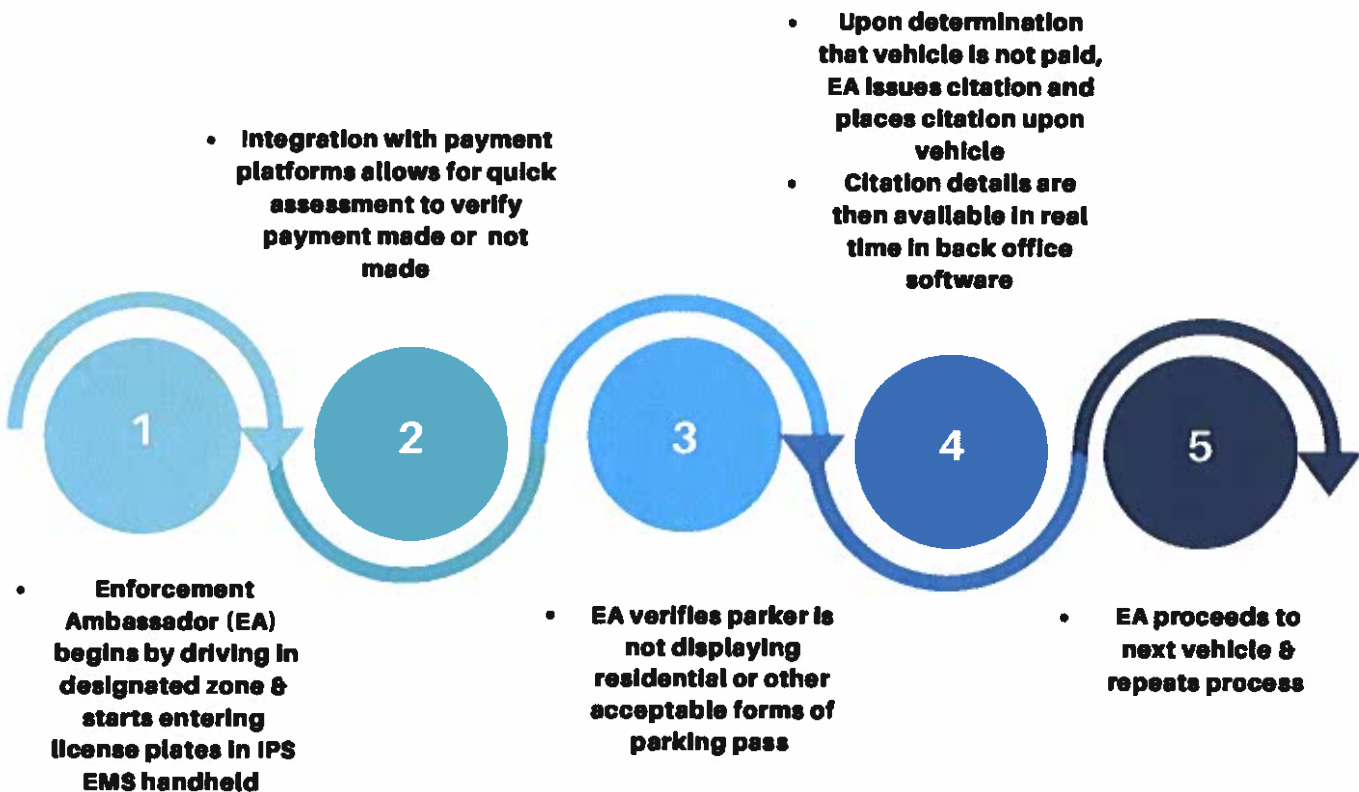 • Enforcement
Ambassador (EA)
begins by driving in
designated zone &
starts entering
license plates in IPS
EMS handheld
1
• Integration with payment
platforms allows for quick
assessment to verify
payment made or not
made
2
• EA verifies parker is
not displaying
residential or other
acceptable forms of
parking pass
3
• Upon determination
that vehicle is not paid,
EA issues citation and
places citation upon
vehicle
• Citation details are
then available in real
time in back office
software
4
• EA proceeds to
next vehicle &
repeats process
5